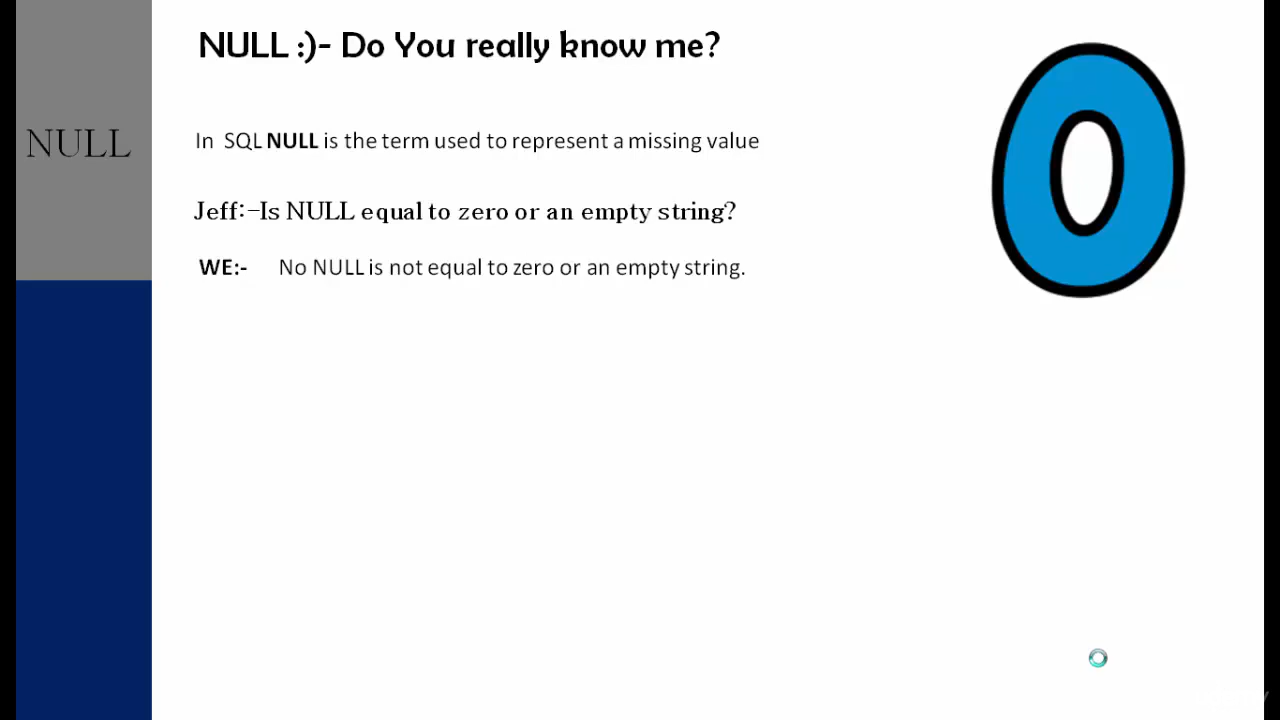 NULL :)- Do You really know me?
NULL
In SQL NULL is the term used to represent a missing value
Jeff:-Is NULL equal to zero or an empty string?
WE:- No NULL is not equal to zero or an empty string.
0